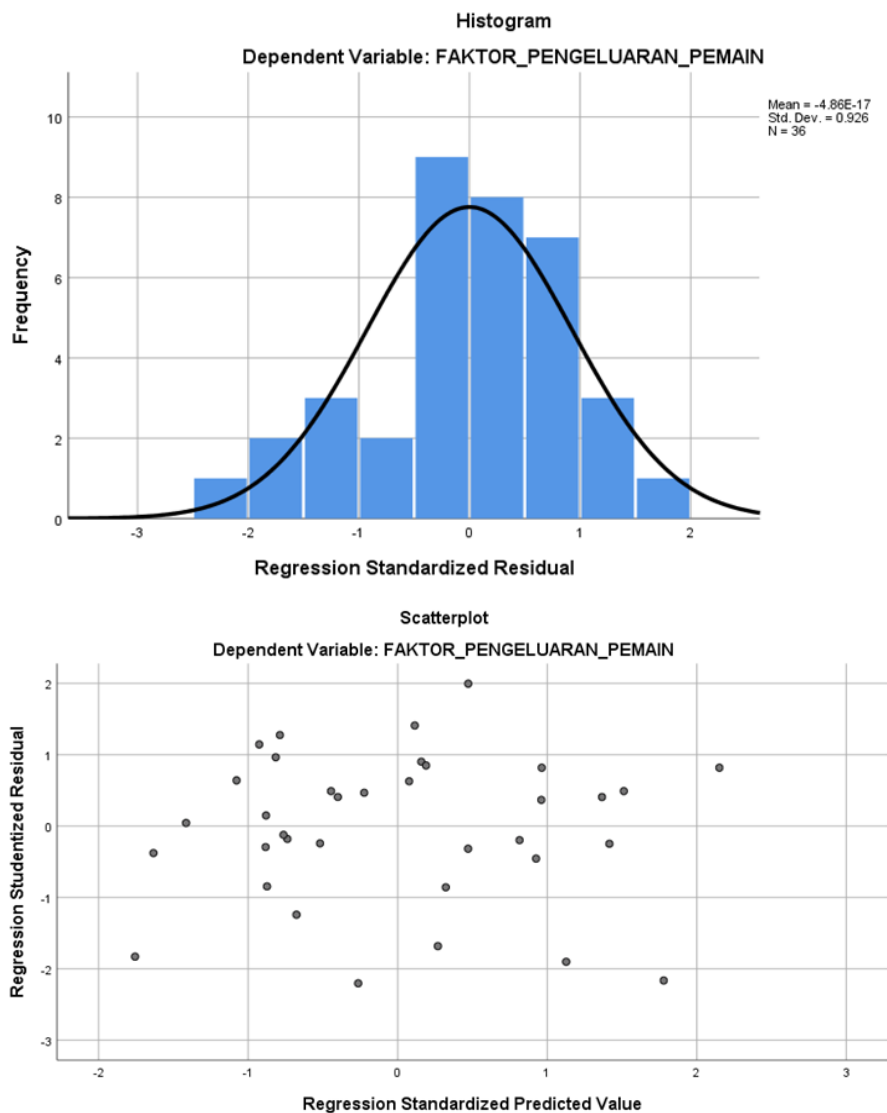 Histogram
Dependent Variable: FAKTOR_PENGELUARAN_PEMAIN
Mean = -4.86E-17
Std. Dev. = 0.926
N = 36
10
8
6
4
2
0
Frequency
-3
-2
-1
0
1
2
Regression Standardized Residual
Scatterplot
Dependent Variable: FAKTOR_PENGELUARAN_PEMAIN
2
1
0
-1
-2
-3
Regression Studentized Residual
-2
-1
0
1
2
3
Regression Standardized Predicted Value